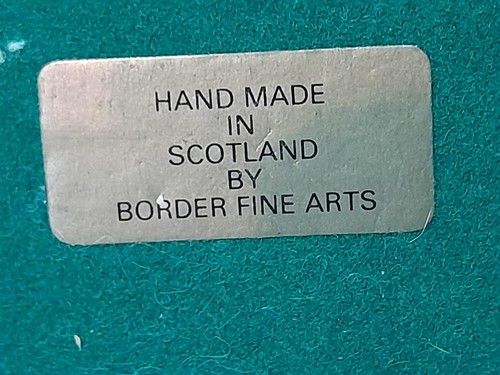 HAND MADE
IN
SCOTLAND
BY
BORDER FINE ARTS